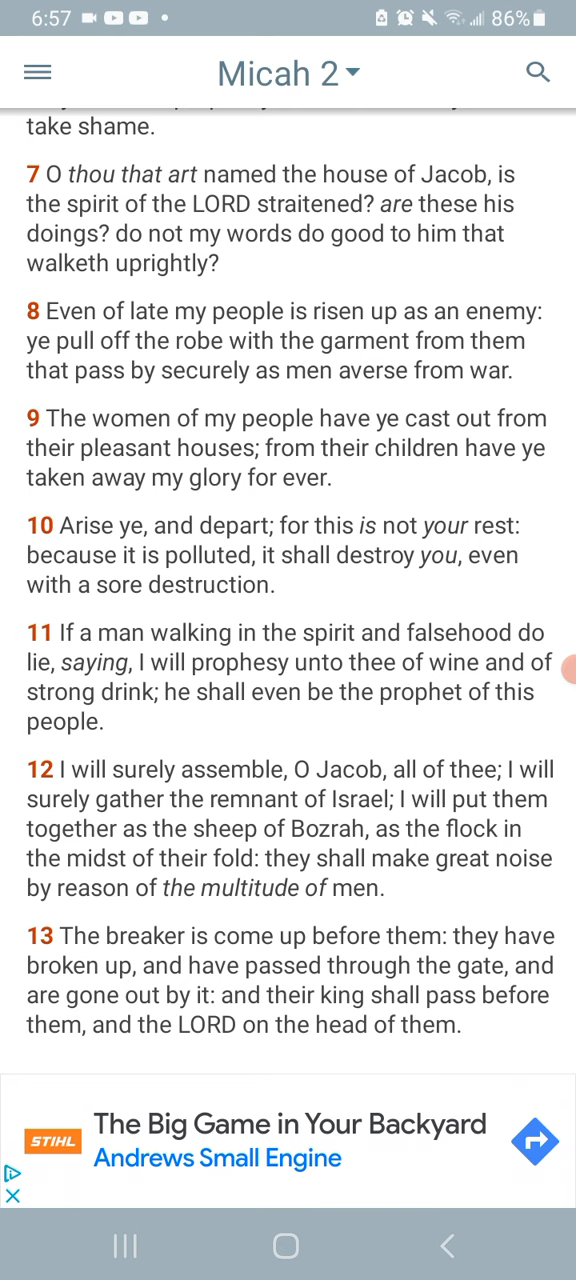 6:57
86%
Micah 2
take shame.
7 O thou that art named the house of Jacob, is
the spirit of the LORD straitened? are these his
doings? do not my words do good to him that
walketh uprightly?
8 Even of late my people is risen up as an enemy:
ye pull off the robe with the garment from them
that pass by securely as men averse from war.
9 The women of my people have ye cast out from
their pleasant houses; from their children have ye
taken away my glory for ever.
10 Arise ye, and depart; for this is not your rest:
because it is polluted, it shall destroy you, even
with a sore destruction.
11 If a man walking in the spirit and falsehood do
lie, saying, I will prophesy unto thee of wine and of
strong drink; he shall even be the prophet of this
people.
12 I will surely assemble, O Jacob, all of thee; I will
surely gather the remnant of Israel; I will put them
together as the sheep of Bozrah, as the flock in
the midst of their fold: they shall make great noise
by reason of the multitude of men.
13 The breaker is come up before them: they have
broken up, and have passed through the gate, and
are gone out by it: and their king shall pass before
them, and the LORD on the head of them.
STIHL
The Big Game in Your Backyard
Andrews Small Engine